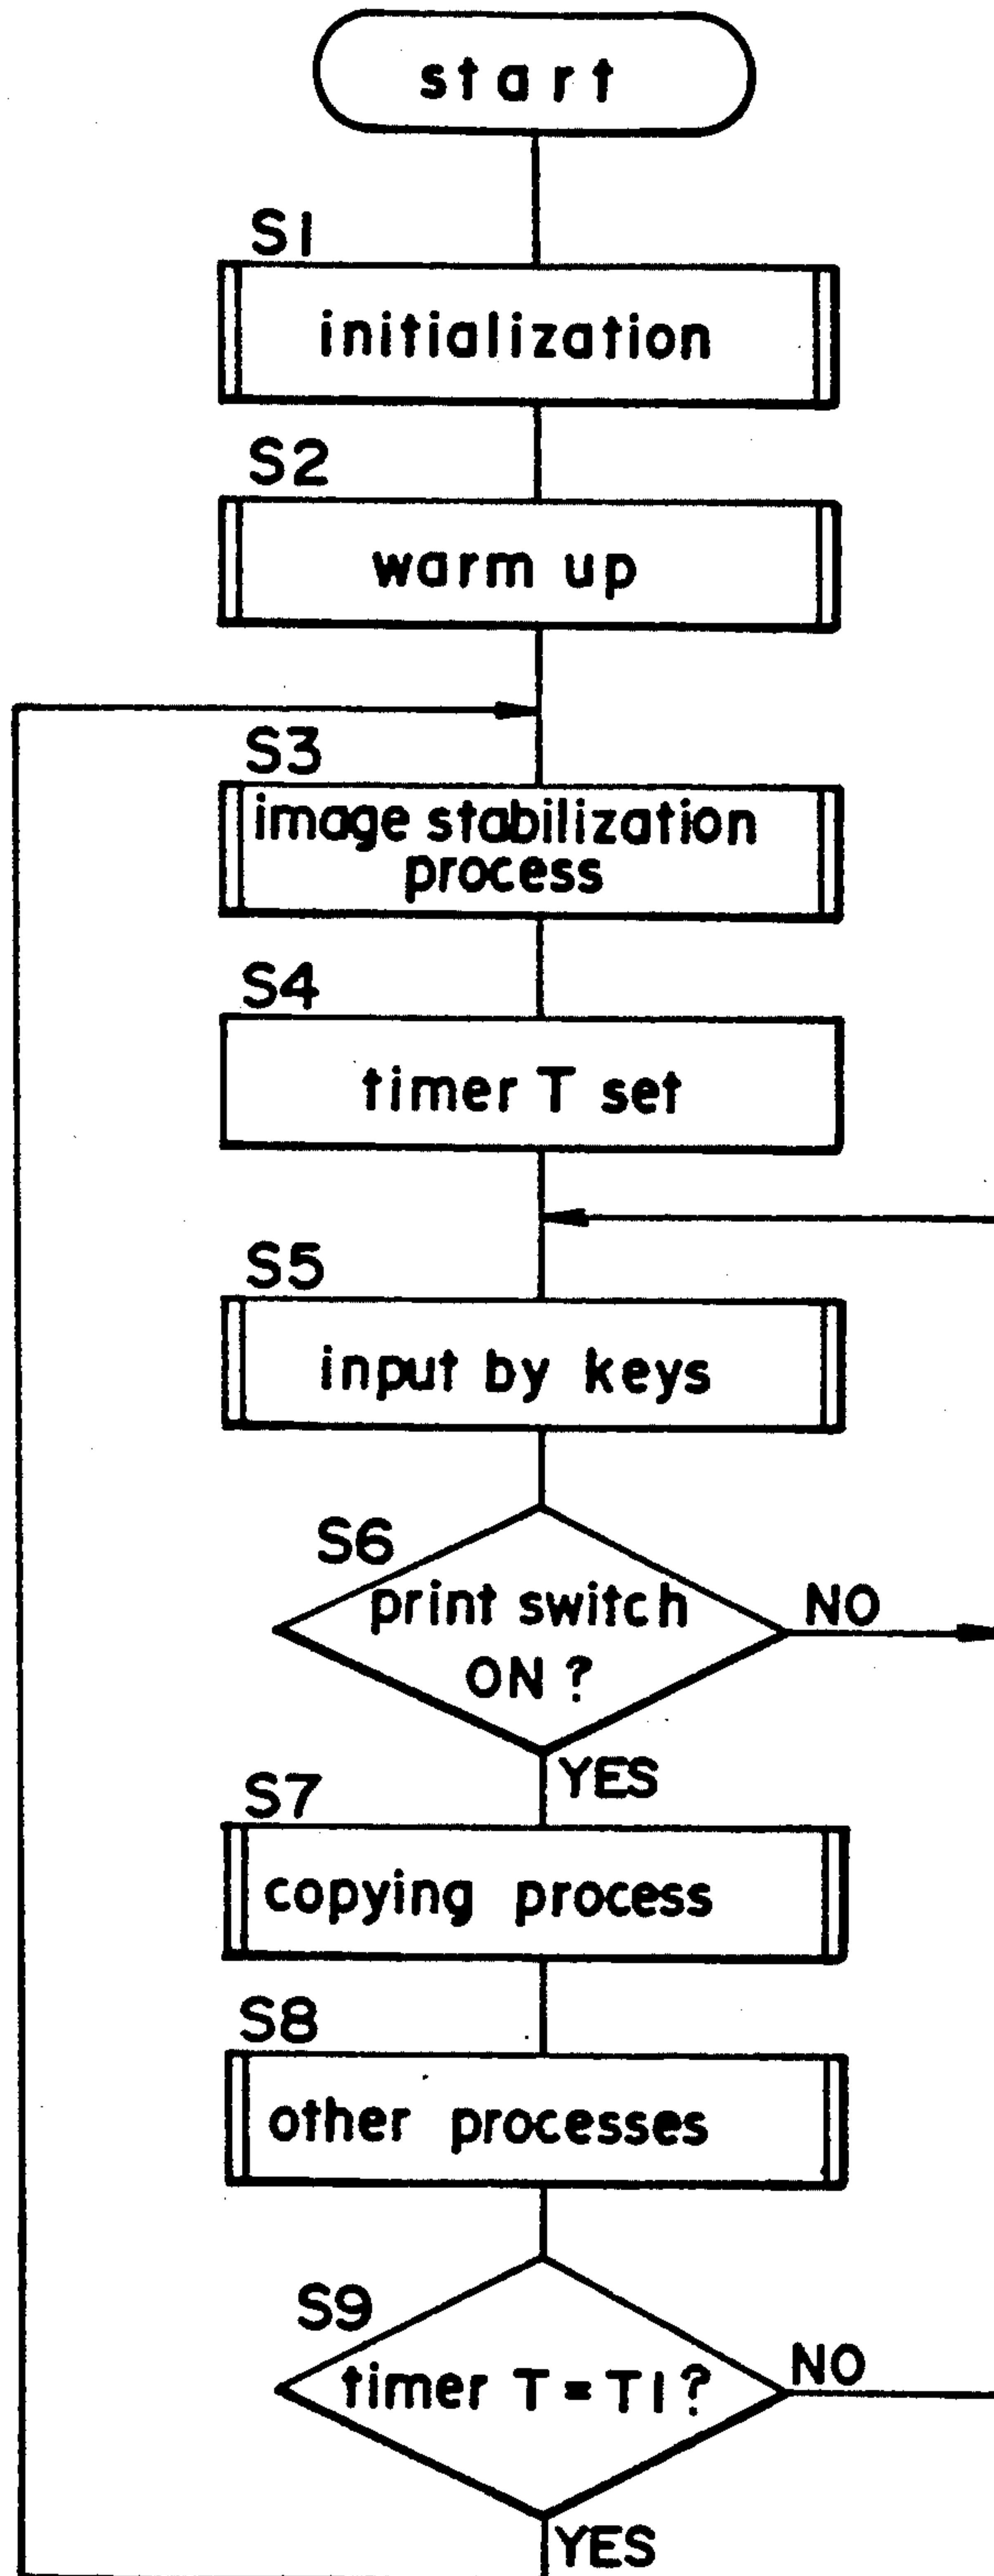 start
S1
initialization
S2
warm up
S3
image stabilization
process
S4
timer T set
S5
input by keys
S6
print switch
ON ?
NO
YES
S7
copying process
S8
other processes
S9
timer T = T1 ?
NO
YES